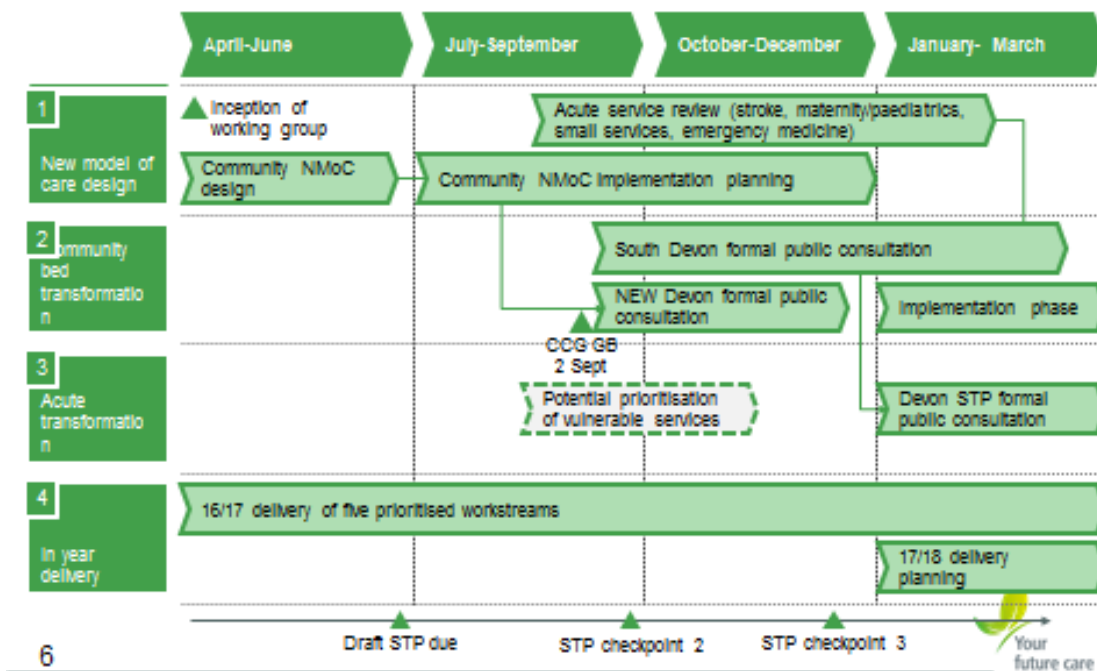 April-June
July-September
October-December
January- March
1
New model of
care design
Inception of
working group
Acute service review (stroke, maternity/paediatrics,
small services, emergency medicine)
Community NMoC
design
Community NMoC implementation planning
2
Community
bed
transformatio
n
South Devon formal public consultation
NEW Devon formal public
consultation
Implementation phase
CCG GB
2 Sept
3
Acute
transformatio
n
Potential prioritisation
of vulnerable services
Devon STP formal
public consultation
4
In year
delivery
16/17 delivery of five prioritised workstreams
17/18 delivery
planning
Draft STP due
STP checkpoint 2
STP checkpoint 3
6
Your
future care